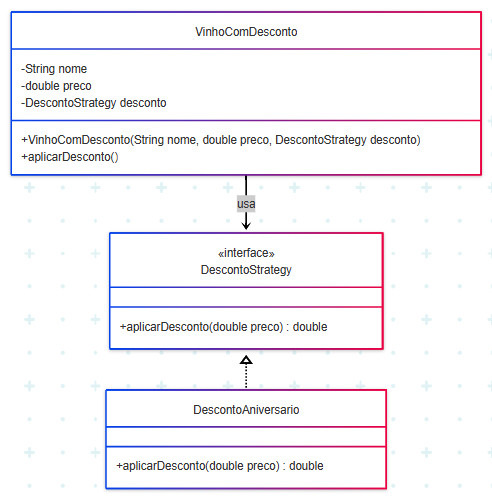 VinhoComDesconto
-String nome
-double preco
-DescontoStrategy desconto
+VinhoComDesconto(String nome, double preco, DescontoStrategy desconto)
+aplicarDesconto()
usa
«interface»
DescontoStrategy
+aplicarDesconto(double preco) : double
DescontoAniversario
+aplicarDesconto(double preco) : double